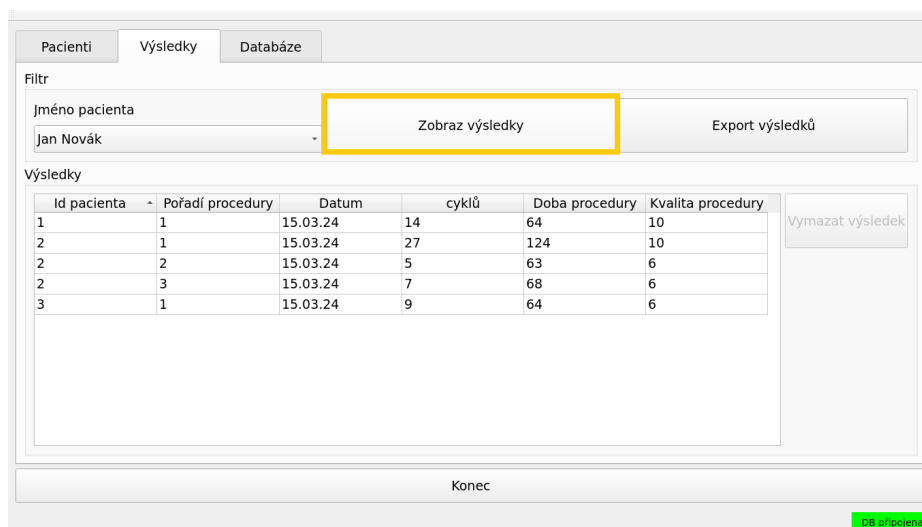 Pacienti Výsledky Databáze
Filtr
Jméno pacienta
Jan Novák
Zobraz výsledky
Export výsledků
Výsledky
Id pacienta Pořadí procedury Datum cyklů Doba procedury Kvalita procedury
1 1 15.03.24 14 64 10
2 1 15.03.24 27 124 10
2 2 15.03.24 5 63 6
2 3 15.03.24 7 68 6
3 1 15.03.24 9 64 6
Vymazat výsledek
Konec
DB připojena